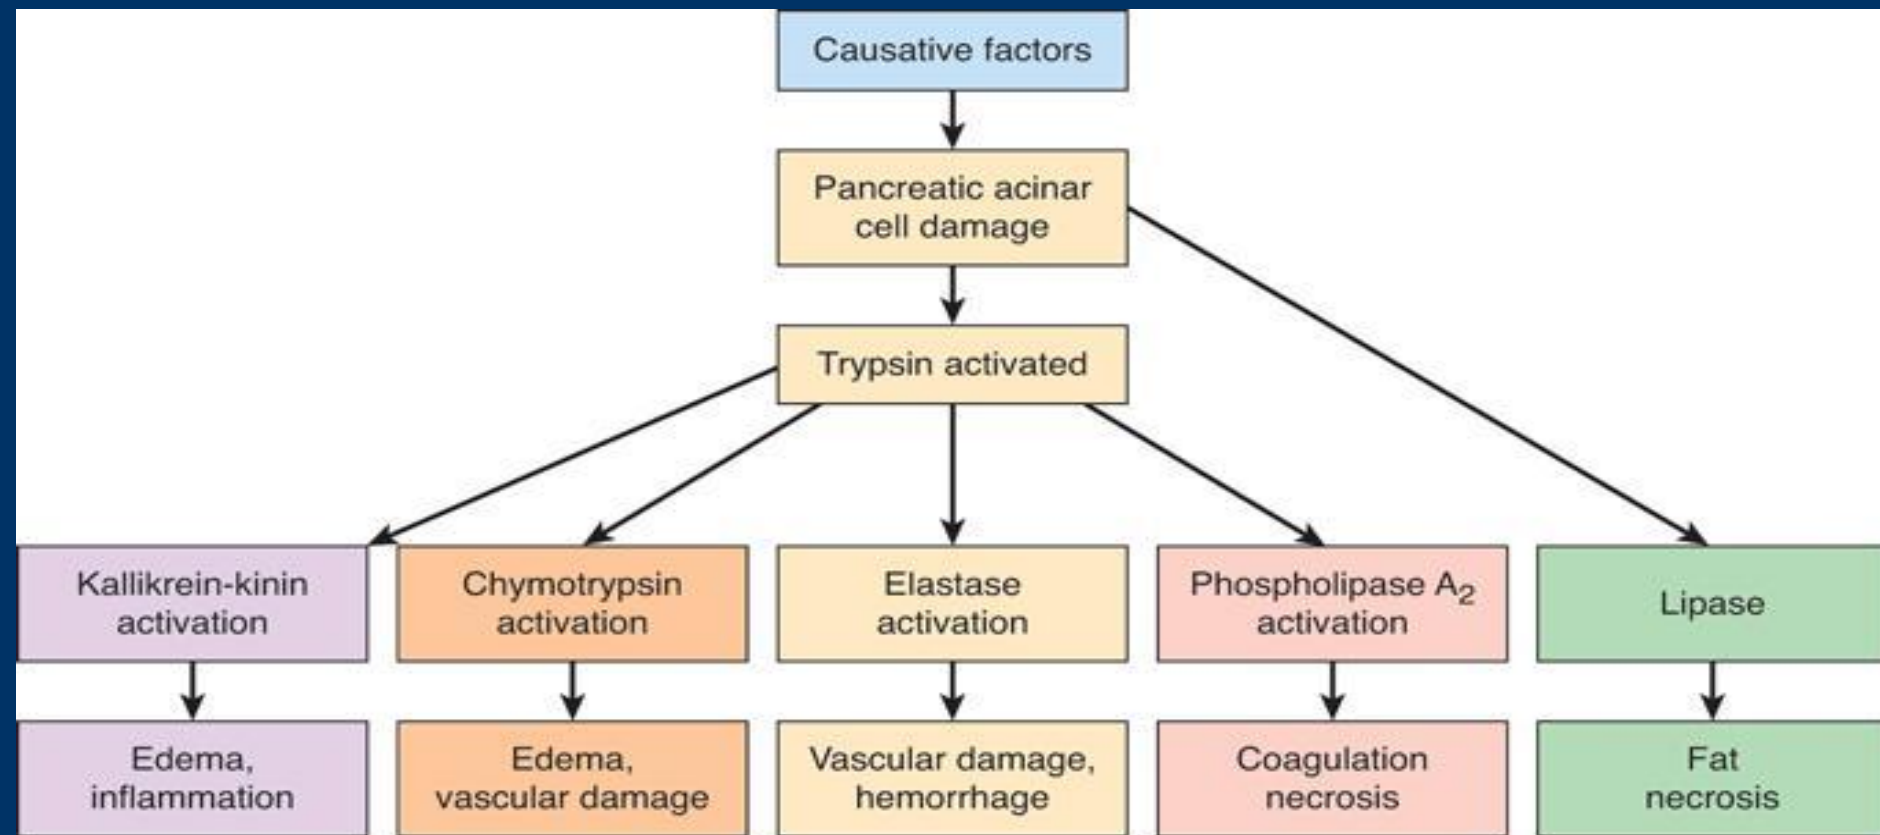 Causative factors
Pancreatic acinar
cell damage
Trypsin activated
Kallikrein-kinin
activation
Chymotrypsin
activation
Elastase
activation
Phospholipase A₂
activation
Lipase
Edema,
inflammation
Edema,
vascular damage
Vascular damage,
hemorrhage
Coagulation
necrosis
Fat
necrosis